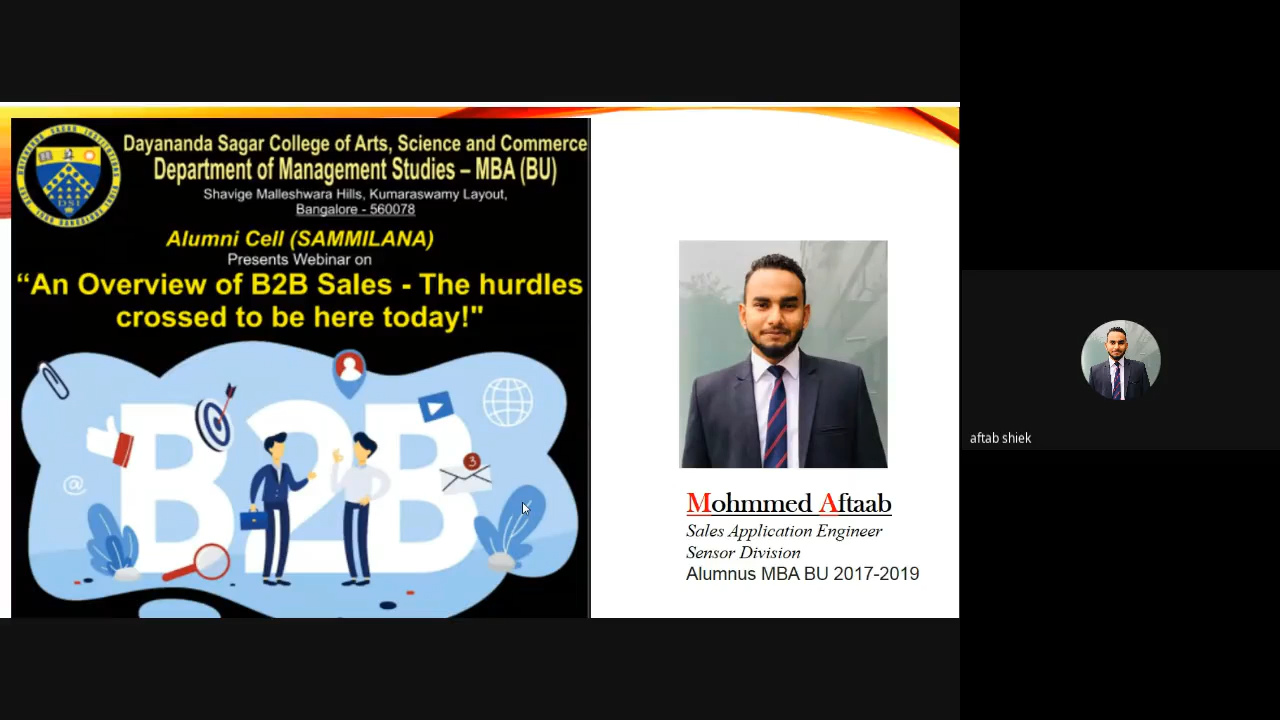 Dayananda Sagar College of Arts, Science and Commerce
Department of Management Studies – MBA (BU)
Shavige Malleshwara Hills, Kumaraswamy Layout,
Bangalore - 560078
Alumni Cell (SAMMILANA)
Presents Webinar on
“An Overview of B2B Sales - The hurdles
crossed to be here today!"
B2B
3
@
DSI
Mohmmed Aftaab
Sales Application Engineer
Sensor Division
Alumnus MBA BU 2017-2019
aftab shiek